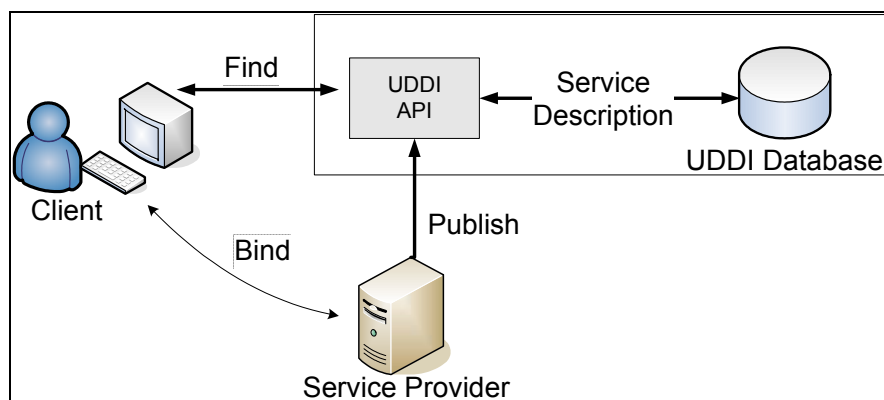 Find
UDDI
API
Service
Description
UDDI Database
Client
Publish
Bind
Service Provider